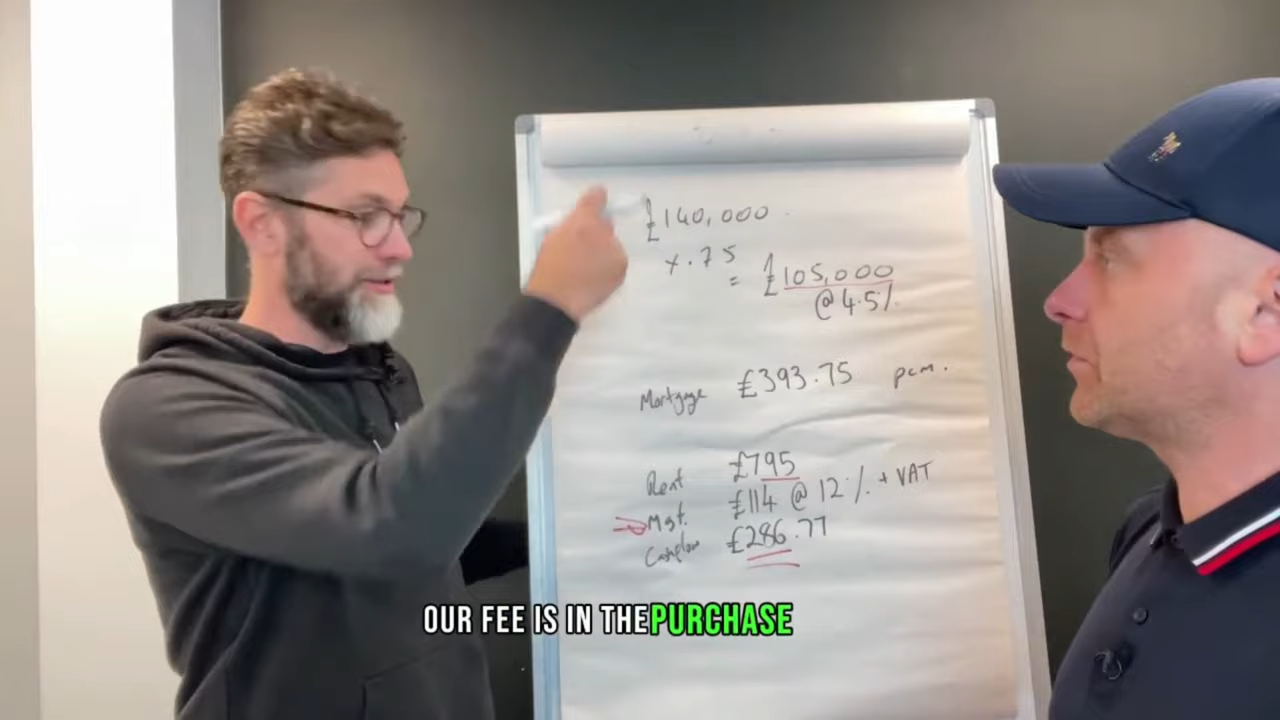 £140,000
x.75
= £105,000
@ 4.5%
Mortgage £393.75 pcm.
Rent £795
Mgt. £114 @ 12% + VAT
Cashflow £286.77
OUR FEE IS IN THE PURCHASE